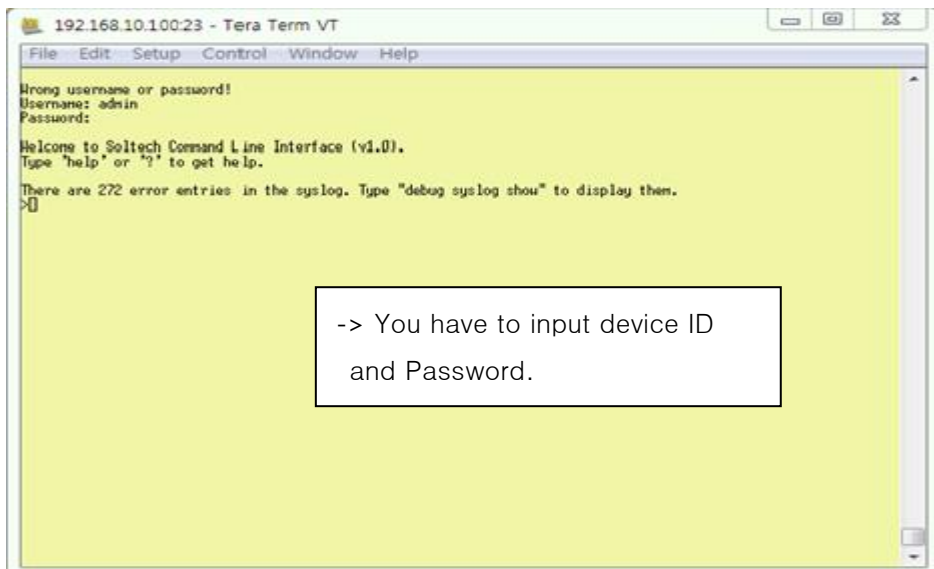 192.168.10.100:23 - Tera Term VT
File Edit Setup Control Window Help
Wrong username or password!
Username: admin
Password:
Welcome to Soltech Command Line Interface (v1.0).
Type "help" or "?" to get help.
There are 272 error entries in the syslog. Type "debug syslog show" to display them.
>
-> You have to input device ID
and Password.